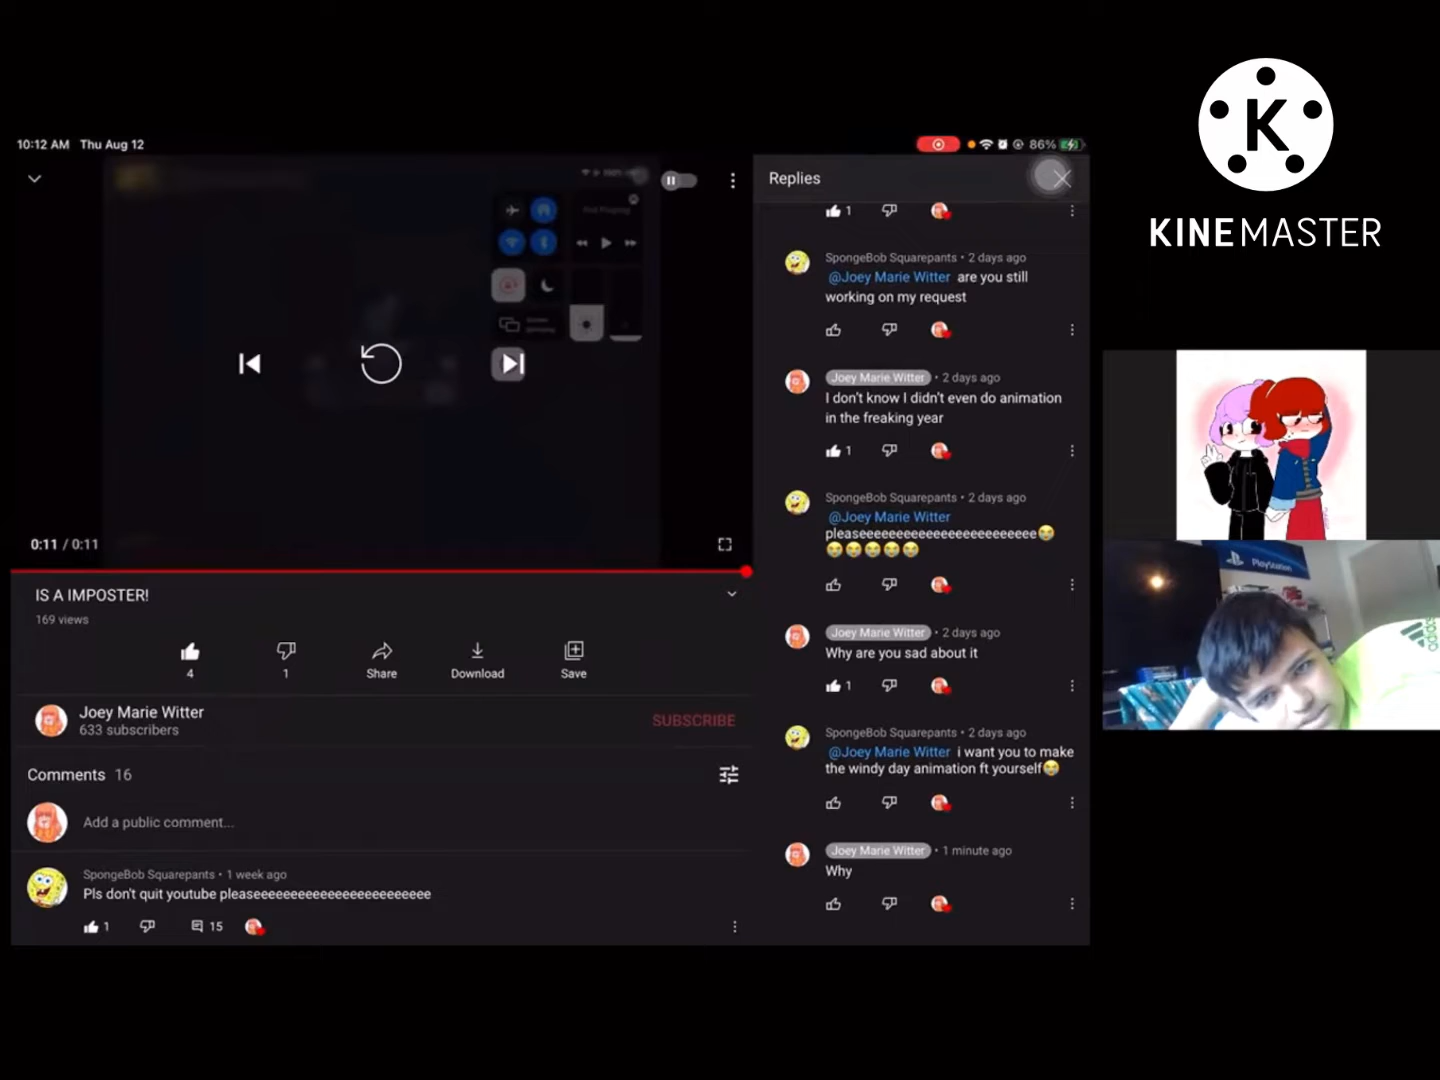 10:12 AM Thu Aug 12
86%
KINEMASTER
Replies
1
SpongeBob Squarepants • 2 days ago
@Joey Marie Witter are you still
working on my request
Joey Marie Witter • 2 days ago
I don't know I didn't even do animation
in the freaking year
1
SpongeBob Squarepants • 2 days ago
@Joey Marie Witter
pleaseeeeeeeeeeeeeeeeeeeeeeee😭
😭😭😭😭😭
Joey Marie Witter • 2 days ago
Why are you sad about it
1
SpongeBob Squarepants • 2 days ago
@Joey Marie Witter i want you to make
the windy day animation ft yourself😭
Joey Marie Witter • 1 minute ago
Why
0:11 / 0:11
IS A IMPOSTER!
169 views
4
1
Share
Download
Save
Joey Marie Witter
633 subscribers
SUBSCRIBE
Comments 16
Add a public comment...
SpongeBob Squarepants • 1 week ago
Pls don't quit youtube pleaseeeeeeeeeeeeeeeeeeeeeeee
1
15
PlayStation
adidas